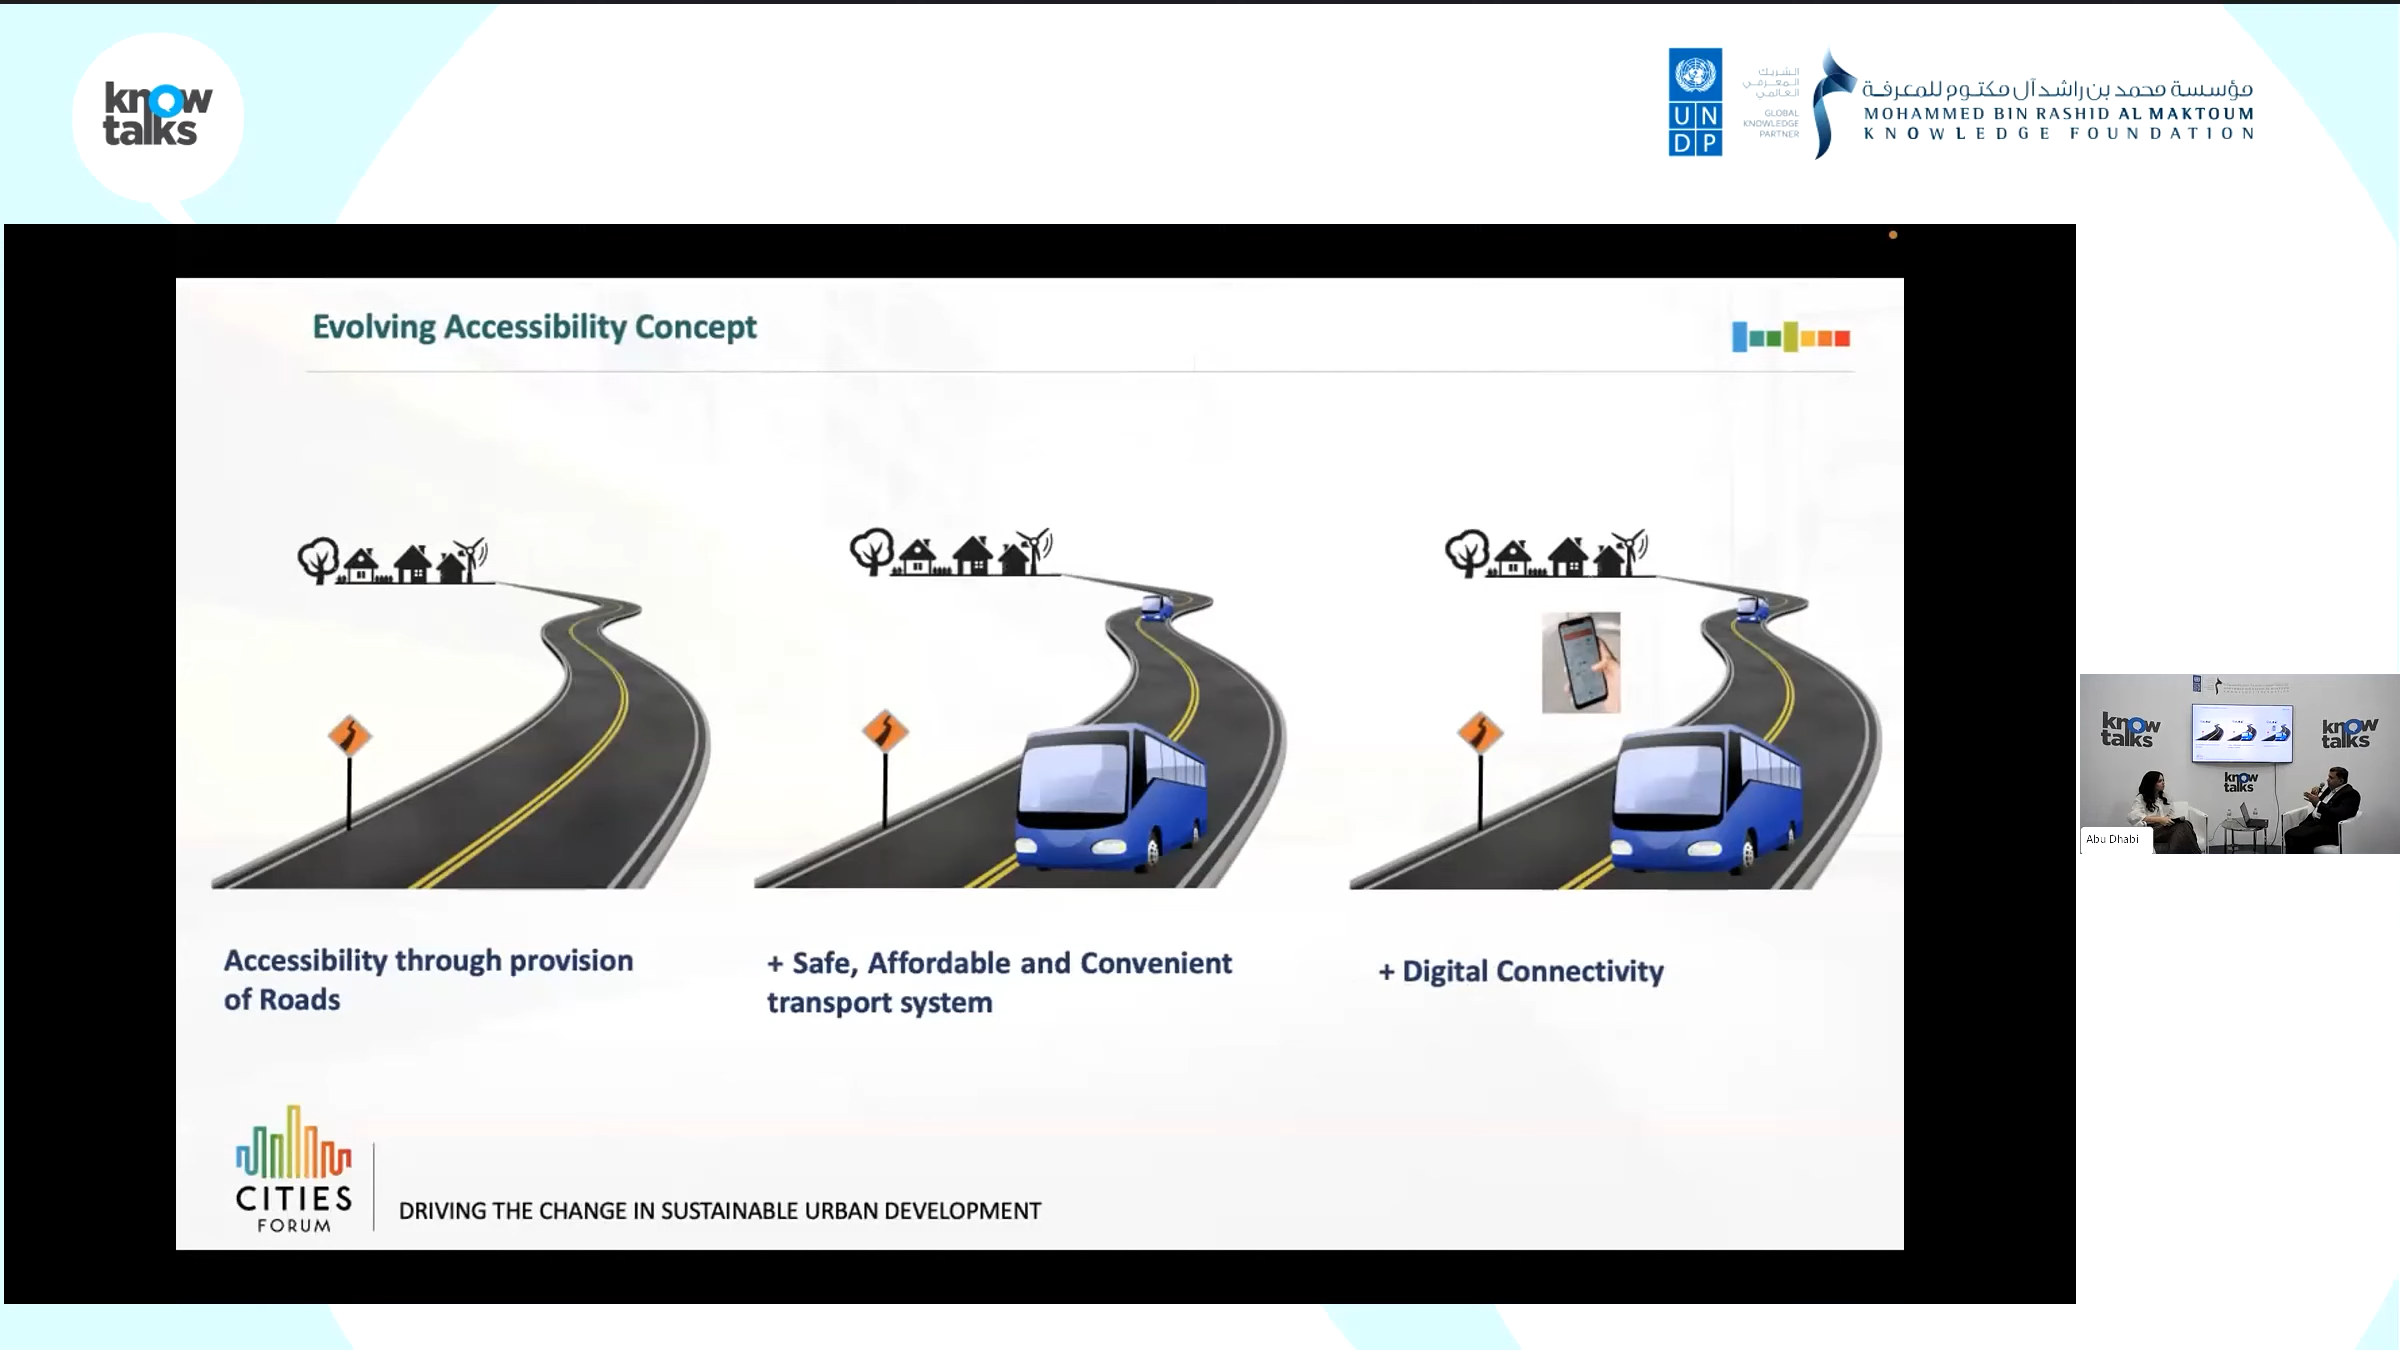 know
talks
UN
DP
الشريك
المعرفي
العالمي
GLOBAL
KNOWLEDGE
PARTNER
مؤسسة محمد بن راشد آل مكتوم للمعرفة
MOHAMMED BIN RASHID AL MAKTOUM
KNOWLEDGE FOUNDATION
Evolving Accessibility Concept
Accessibility through provision
of Roads
+ Safe, Affordable and Convenient
transport system
+ Digital Connectivity
CITIES
FORUM
DRIVING THE CHANGE IN SUSTAINABLE URBAN DEVELOPMENT
know
talks
know
talks
know
talks
Abu Dhabi